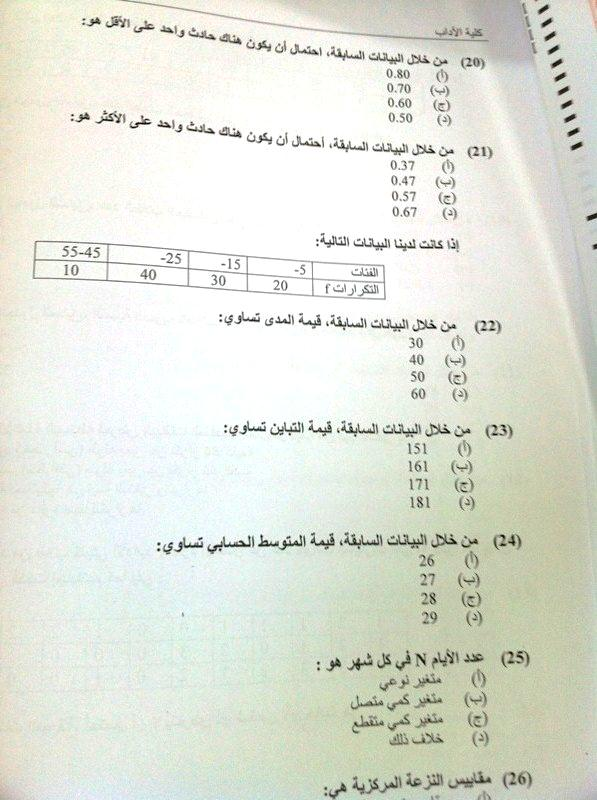 كلية الآداب
(20) من خلال البيانات السابقة، احتمال أن يكون هناك حادث واحد على الأقل هو:
(أ) 0.80
(ب) 0.70
(ج) 0.60
(د) 0.50
(21) من خلال البيانات السابقة، أحتمال أن يكون هناك حادث واحد على الأكثر هو:
(أ) 0.37
(ب) 0.47
(ج) 0.57
(د) 0.67
إذا كانت لدينا البيانات التالية:
الفئات 5- 15- 25- 55-45
التكرارات f 20 30 40 10
(22) من خلال البيانات السابقة، قيمة المدى تساوي:
(أ) 30
(ب) 40
(ج) 50
(د) 60
(23) من خلال البيانات السابقة، قيمة التباين تساوي:
(أ) 151
(ب) 161
(ج) 171
(د) 181
(24) من خلال البيانات السابقة، قيمة المتوسط الحسابي تساوي:
(أ) 26
(ب) 27
(ج) 28
(د) 29
(25) عدد الأيام N في كل شهر هو :
(أ) متغير نوعي
(ب) متغير كمي متصل
(ج) متغير كمي متقطع
(د) خلاف ذلك
(26) مقاييس النزعة المركزية هي:
(أ)